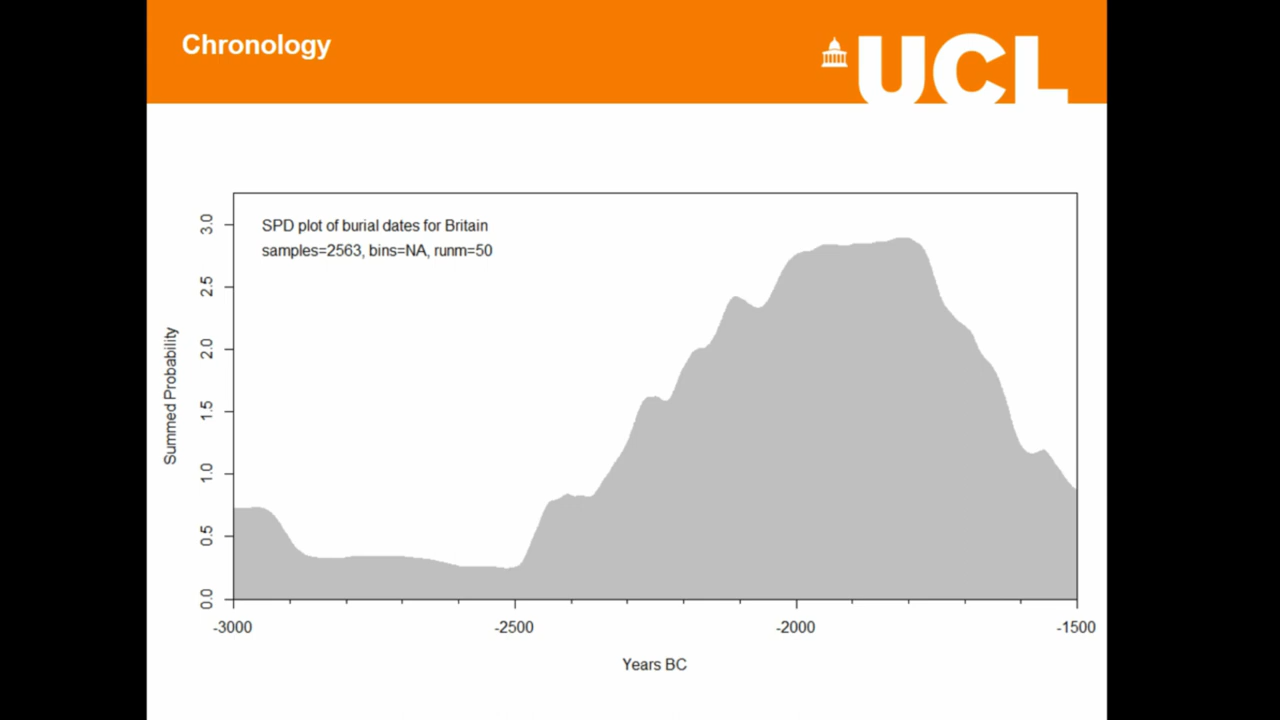 Chronology
UCL
SPD plot of burial dates for Britain
samples=2563, bins=NA, runm=50
Summed Probability
3.0
2.5
2.0
1.5
1.0
0.5
0.0
-3000
-2500
-2000
-1500
Years BC